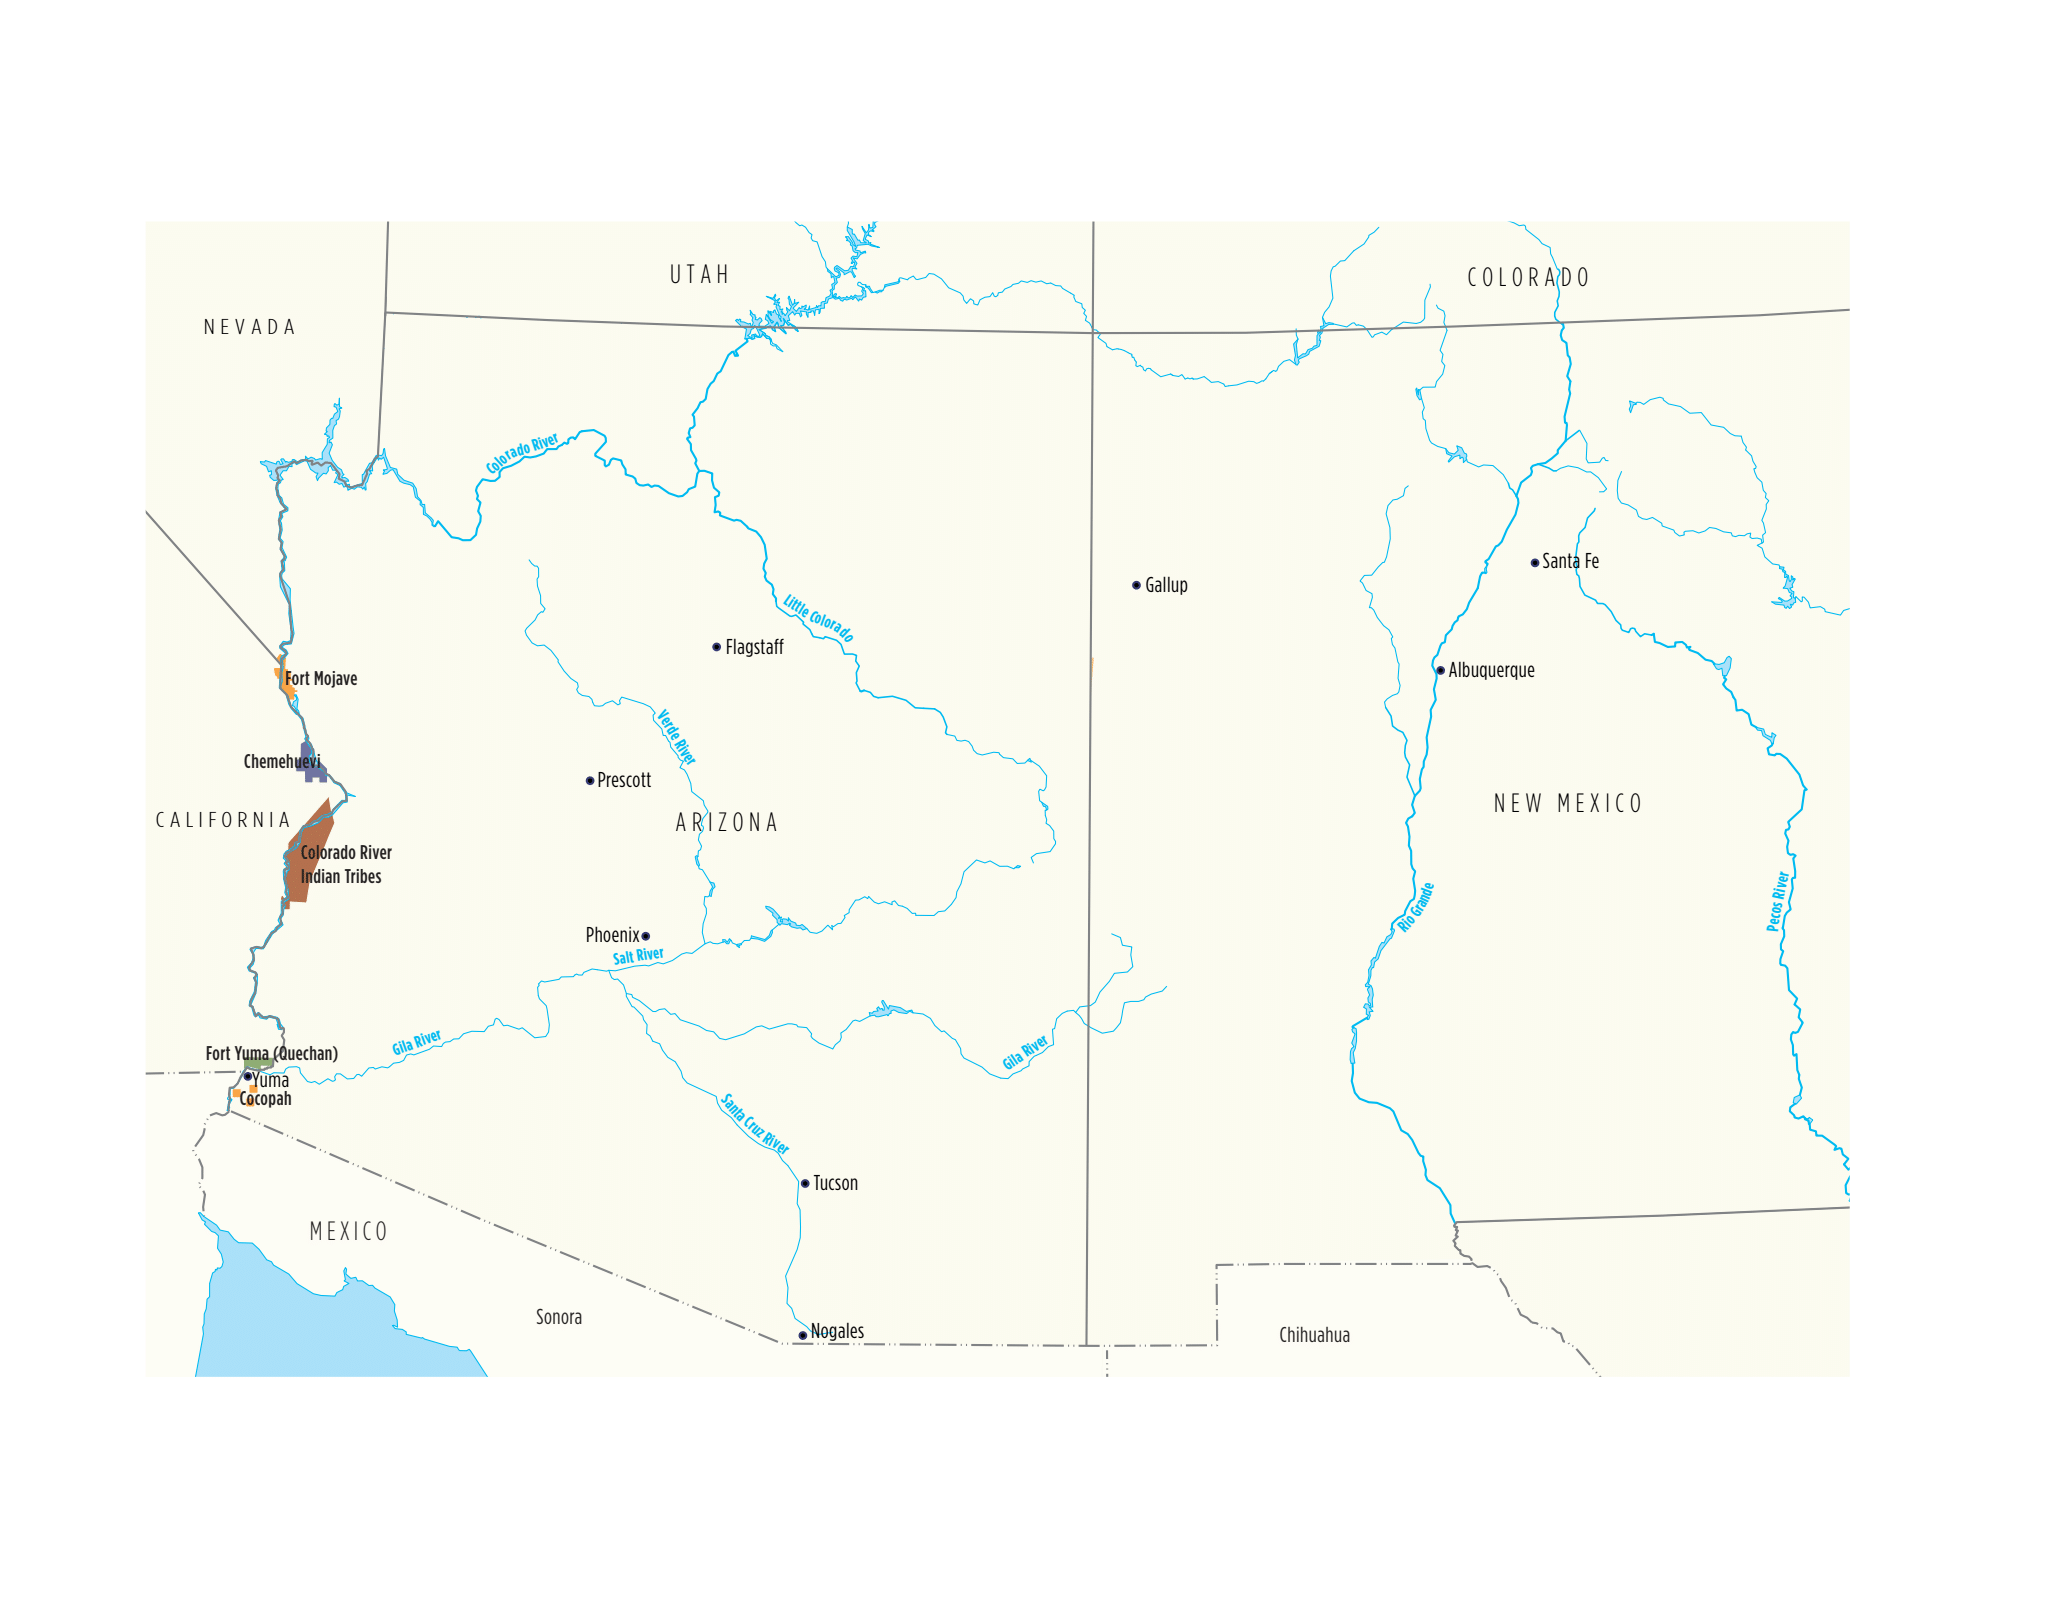 UTAH
COLORADO
NEVADA
Colorado River
Santa Fe
Gallup
Little Colorado
Flagstaff
Albuquerque
Fort Mojave
Verde River
Chemehuevi
Prescott
NEW MEXICO
CALIFORNIA
ARIZONA
Colorado River
Indian Tribes
Rio Grande
Pecos River
Phoenix
Salt River
Gila River
Gila River
Fort Yuma (Quechan)
Yuma
Cocopah
Santa Cruz River
Tucson
MEXICO
Sonora
Nogales
Chihuahua